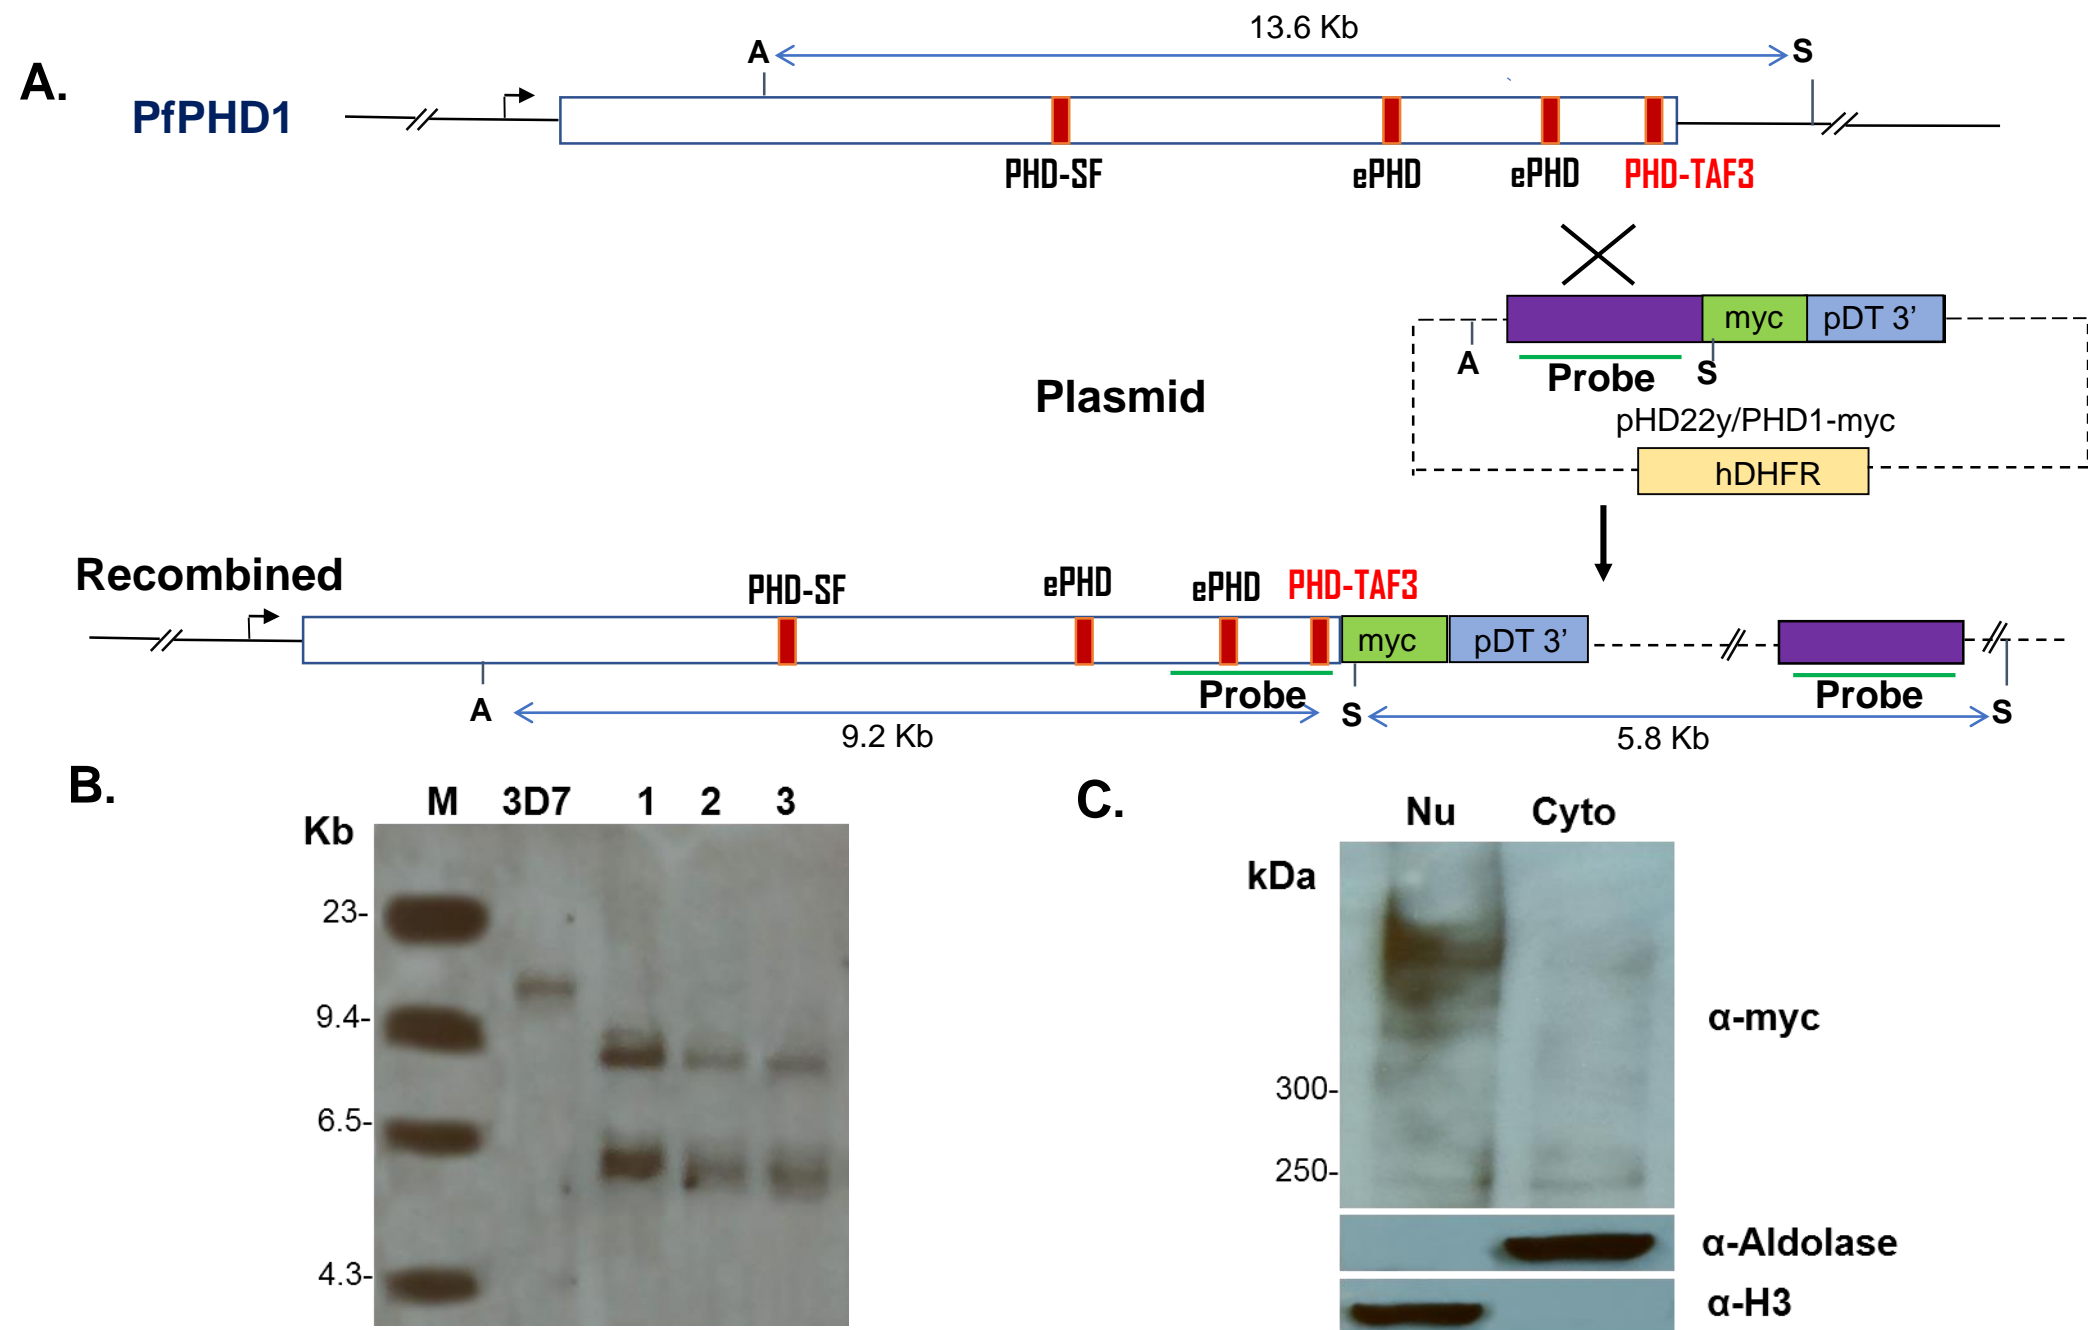 A.
13.6 Kb
A S
PfPHD1
PHD-SF ePHD ePHD PHD-TAF3
myc pDT 3’
A Probe S
Plasmid
pHD22y/PHD1-myc
hDHFR
Recombined
PHD-SF ePHD ePHD PHD-TAF3
myc pDT 3’
Probe Probe
A S S
9.2 Kb 5.8 Kb
B.
M 3D7 1 2 3
Kb
23-
9.4-
6.5-
4.3-
C.
Nu Cyto
kDa
α-myc
300-
250-
α-Aldolase
α-H3